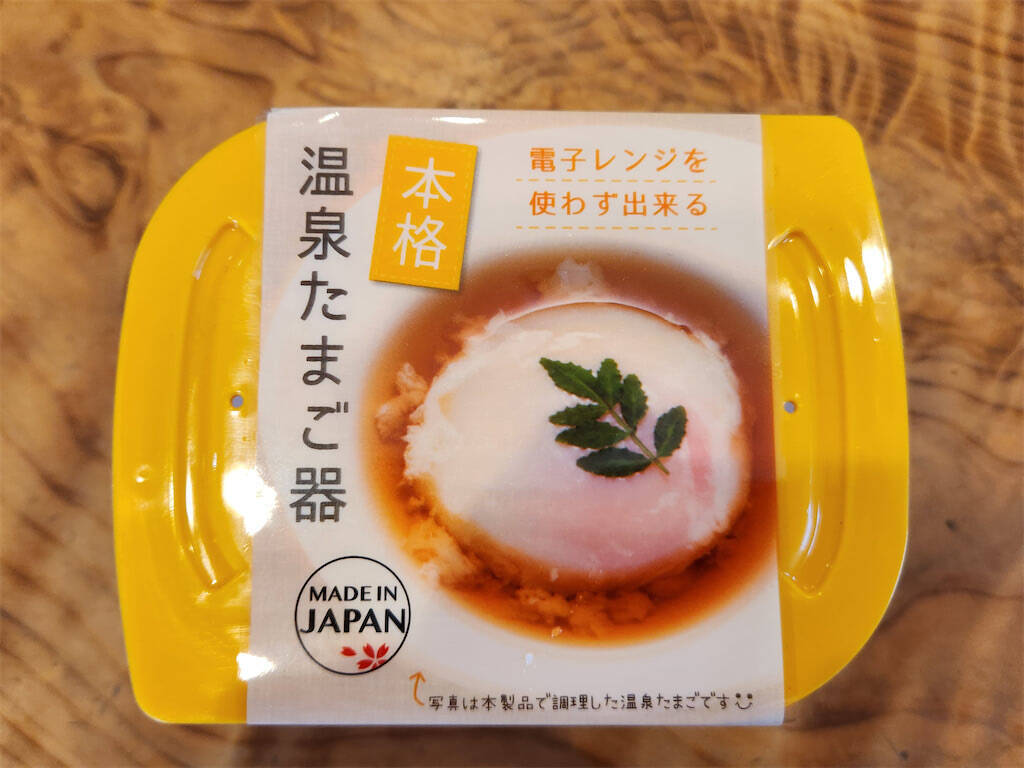 本格
温泉たまご器
電子レンジを
使わず出来る
MADE IN
JAPAN
写真は本製品で調理した温泉たまごです